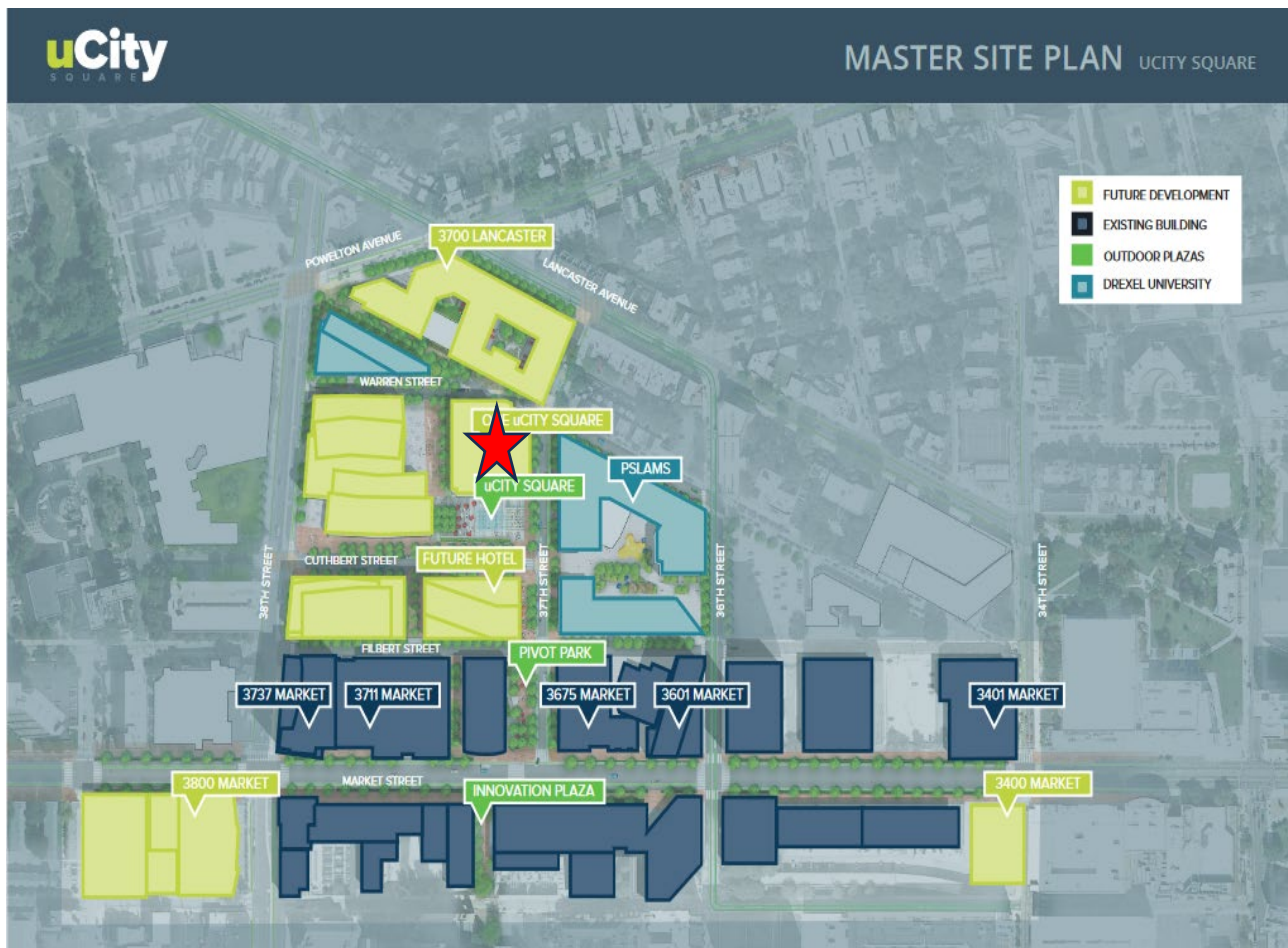 uCity
SQUARE
MASTER SITE PLAN UCITY SQUARE
FUTURE DEVELOPMENT
EXISTING BUILDING
OUTDOOR PLAZAS
DREXEL UNIVERSITY
3700 LANCASTER
POWELTON AVENUE
LANCASTER AVENUE
WARREN STREET
ONE uCITY SQUARE
PSLAMS
uCITY SQUARE
CUTHBERT STREET
FUTURE HOTEL
38TH STREET
37TH STREET
36TH STREET
34TH STREET
FILBERT STREET
PIVOT PARK
3737 MARKET
3711 MARKET
3675 MARKET
3601 MARKET
3401 MARKET
MARKET STREET
3800 MARKET
INNOVATION PLAZA
3400 MARKET